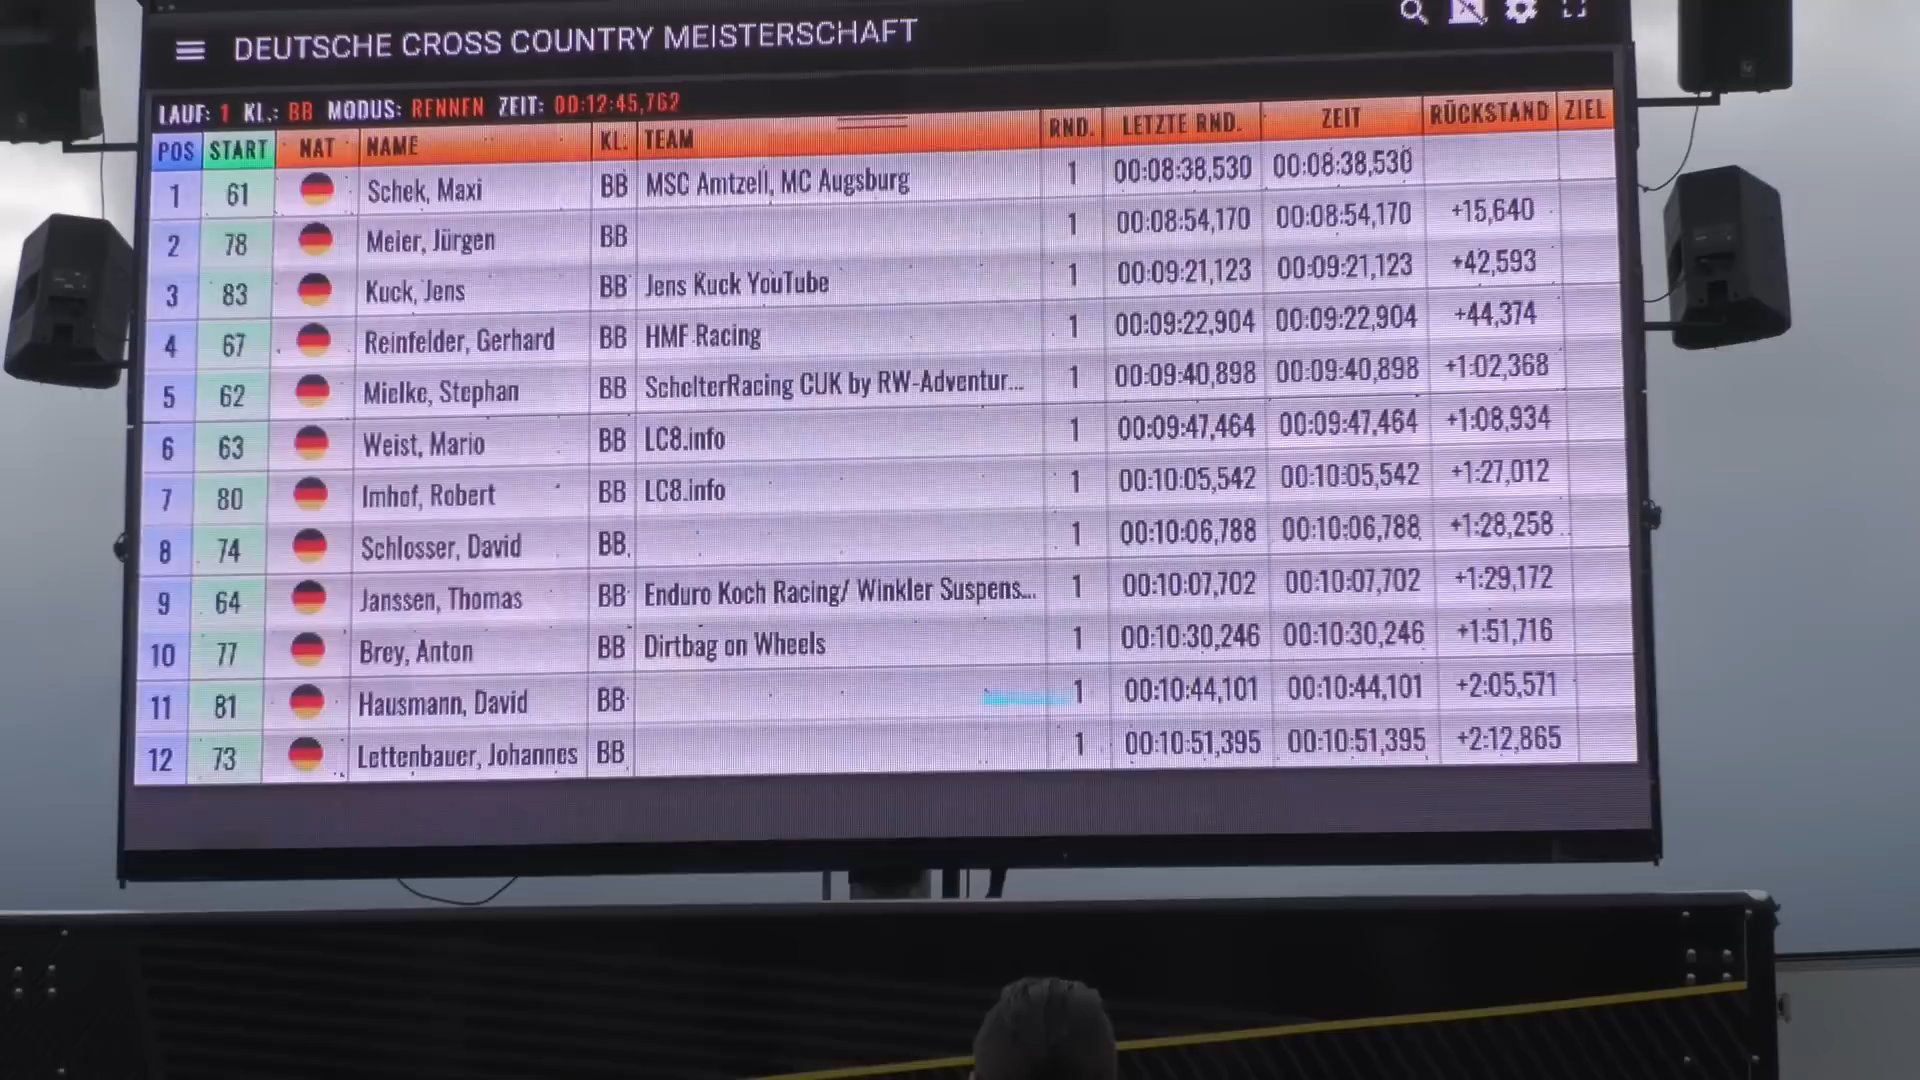 DEUTSCHE CROSS COUNTRY MEISTERSCHAFT
LAUF: 1 KL.: BB MODUS: RENNEN ZEIT: 00:12:45,762
POS START NAT NAME KL. TEAM RND. LETZTE RND. ZEIT RÜCKSTAND ZIEL
1 61 Schek, Maxi BB MSC Amtzell, MC Augsburg 1 00:08:38,530 00:08:38,530
2 78 Meier, Jürgen BB 1 00:08:54,170 00:08:54,170 +15,640
3 83 Kuck, Jens BB Jens Kuck YouTube 1 00:09:21,123 00:09:21,123 +42,593
4 67 Reinfelder, Gerhard BB HMF Racing 1 00:09:22,904 00:09:22,904 +44,374
5 62 Mielke, Stephan BB SchelterRacing CUK by RW-Adventur... 1 00:09:40,898 00:09:40,898 +1:02,368
6 63 Weist, Mario BB LC8.info 1 00:09:47,464 00:09:47,464 +1:08,934
7 80 Imhof, Robert BB LC8.info 1 00:10:05,542 00:10:05,542 +1:27,012
8 74 Schlosser, David BB 1 00:10:06,788 00:10:06,788 +1:28,258
9 64 Janssen, Thomas BB Enduro Koch Racing/ Winkler Suspens... 1 00:10:07,702 00:10:07,702 +1:29,172
10 77 Brey, Anton BB Dirtbag on Wheels 1 00:10:30,246 00:10:30,246 +1:51,716
11 81 Hausmann, David BB 1 00:10:44,101 00:10:44,101 +2:05,571
12 73 Lettenbauer, Johannes BB 1 00:10:51,395 00:10:51,395 +2:12,865